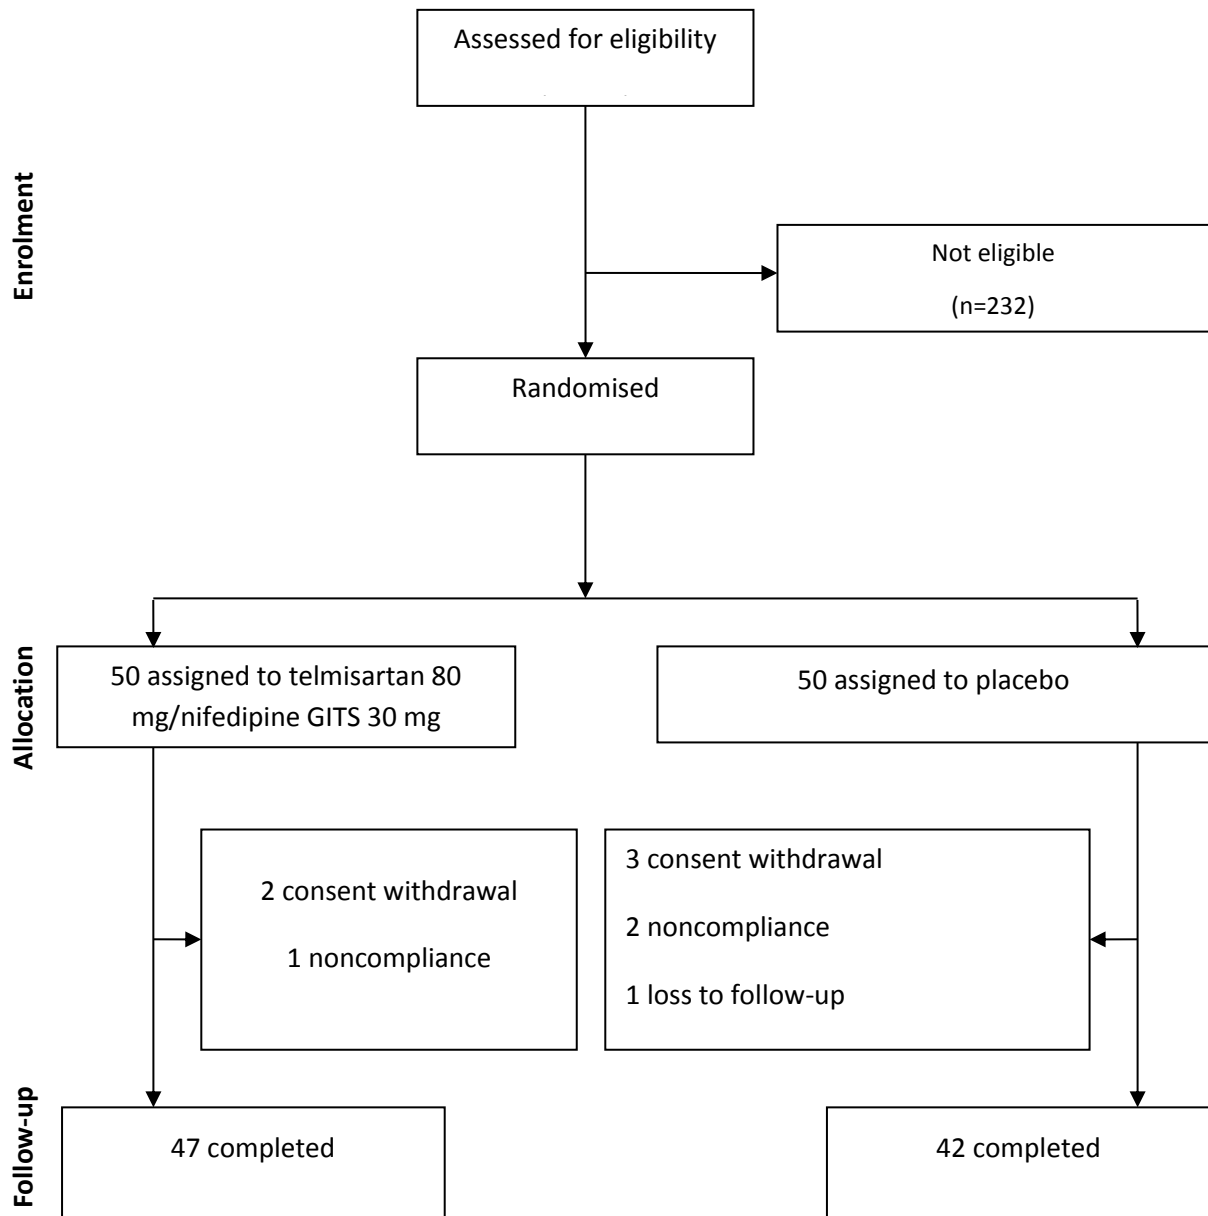 Assessed for eligibility
Enrolment
Not eligible
(n=232)
Randomised
Allocation
50 assigned to telmisartan 80
mg/nifedipine GITS 30 mg
50 assigned to placebo
2 consent withdrawal
1 noncompliance
3 consent withdrawal
2 noncompliance
1 loss to follow-up
Follow-up
47 completed
42 completed